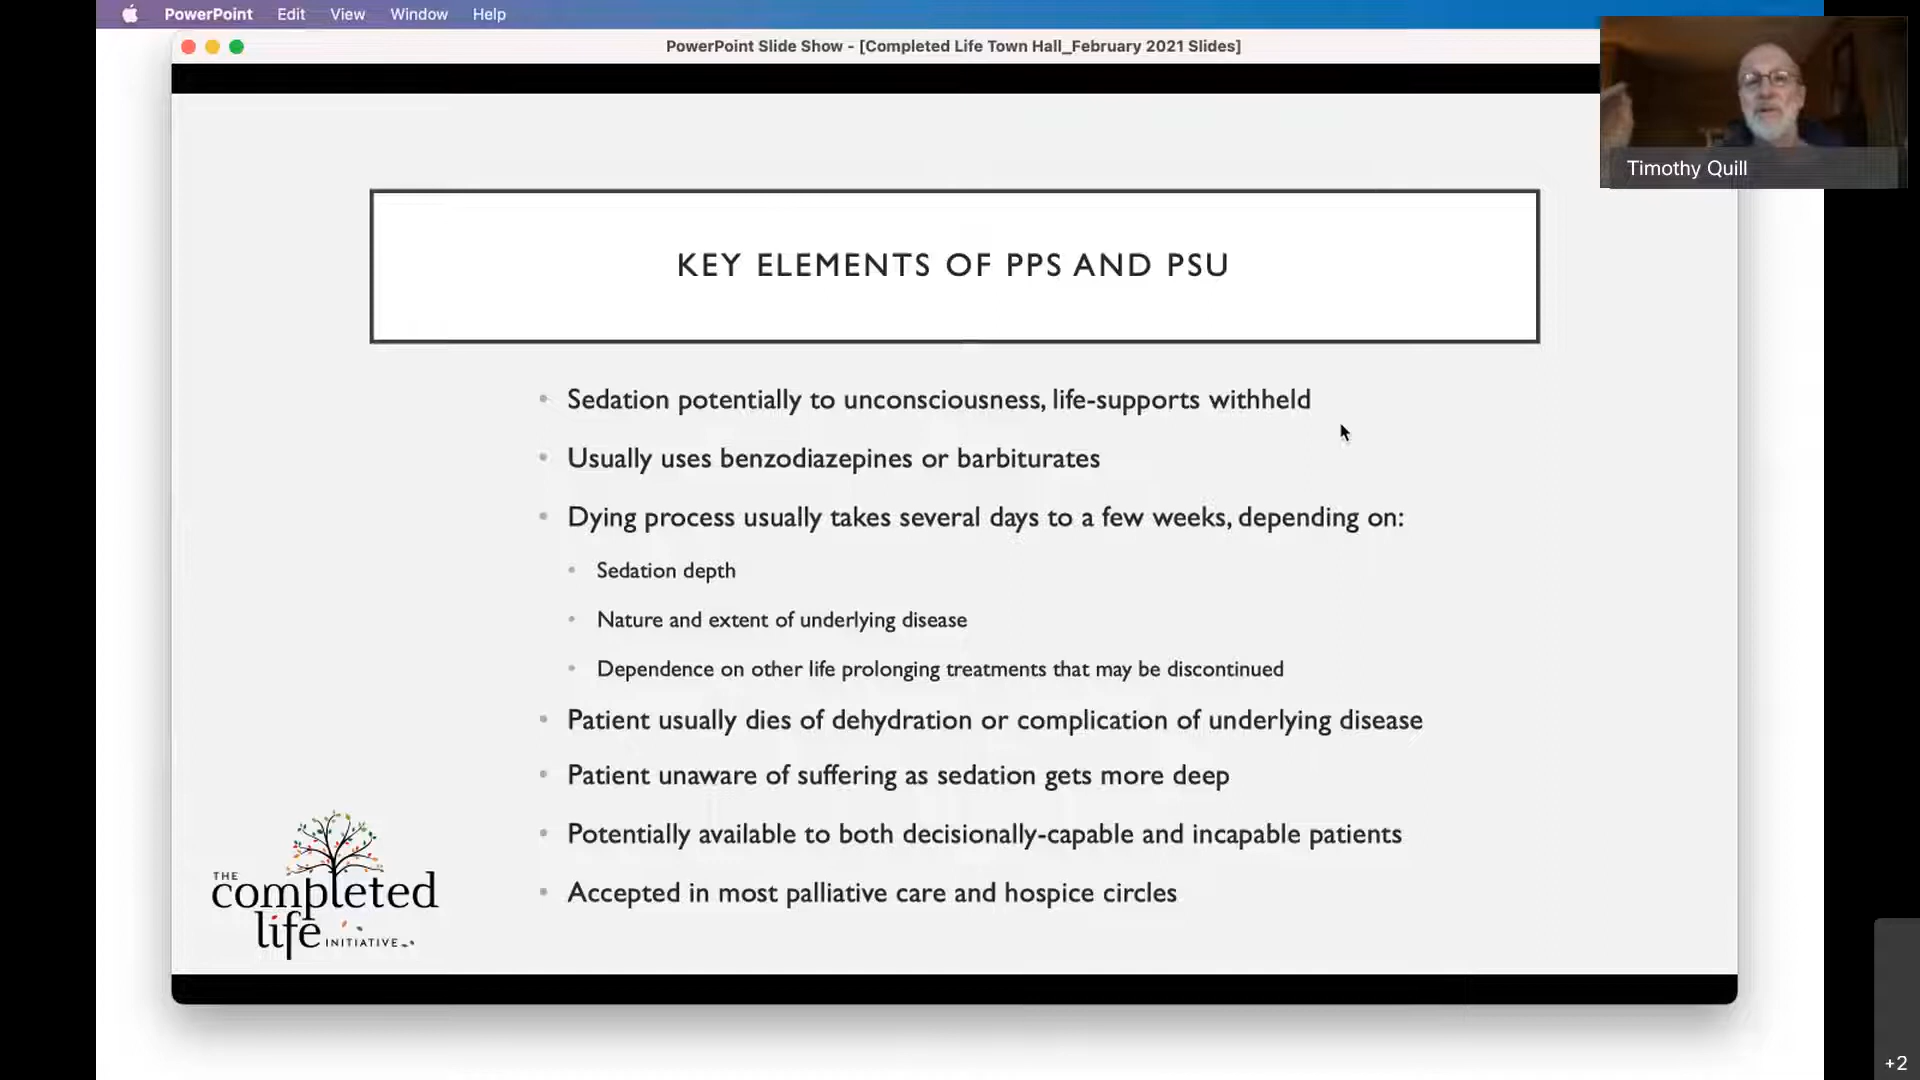 PowerPoint Edit View Window Help
PowerPoint Slide Show - [Completed Life Town Hall_February 2021 Slides]
Timothy Quill
KEY ELEMENTS OF PPS AND PSU
Sedation potentially to unconsciousness, life-supports withheld
Usually uses benzodiazepines or barbiturates
Dying process usually takes several days to a few weeks, depending on:
Sedation depth
Nature and extent of underlying disease
Dependence on other life prolonging treatments that may be discontinued
Patient usually dies of dehydration or complication of underlying disease
Patient unaware of suffering as sedation gets more deep
Potentially available to both decisionally-capable and incapable patients
Accepted in most palliative care and hospice circles
THE
completed
life INITIATIVE
+2